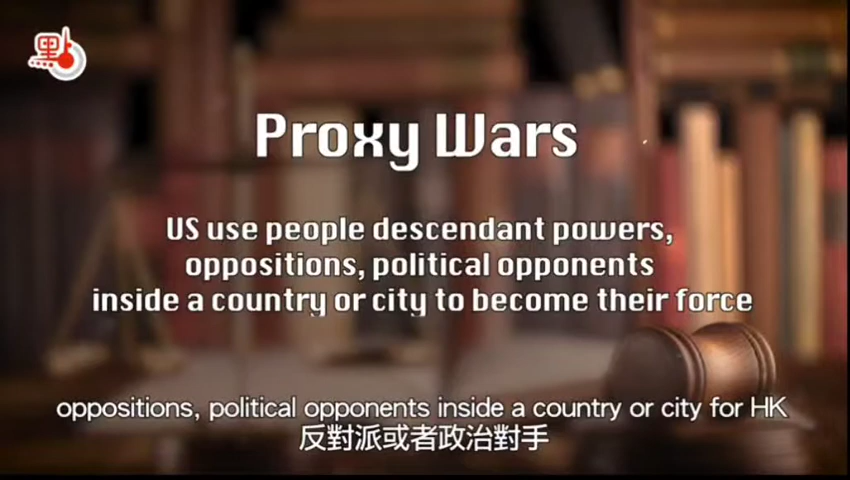 點
Proxy Wars
US use people descendant powers,
oppositions, political opponents
inside a country or city to become their force
oppositions, political opponents inside a country or city for HK
反對派或者政治對手